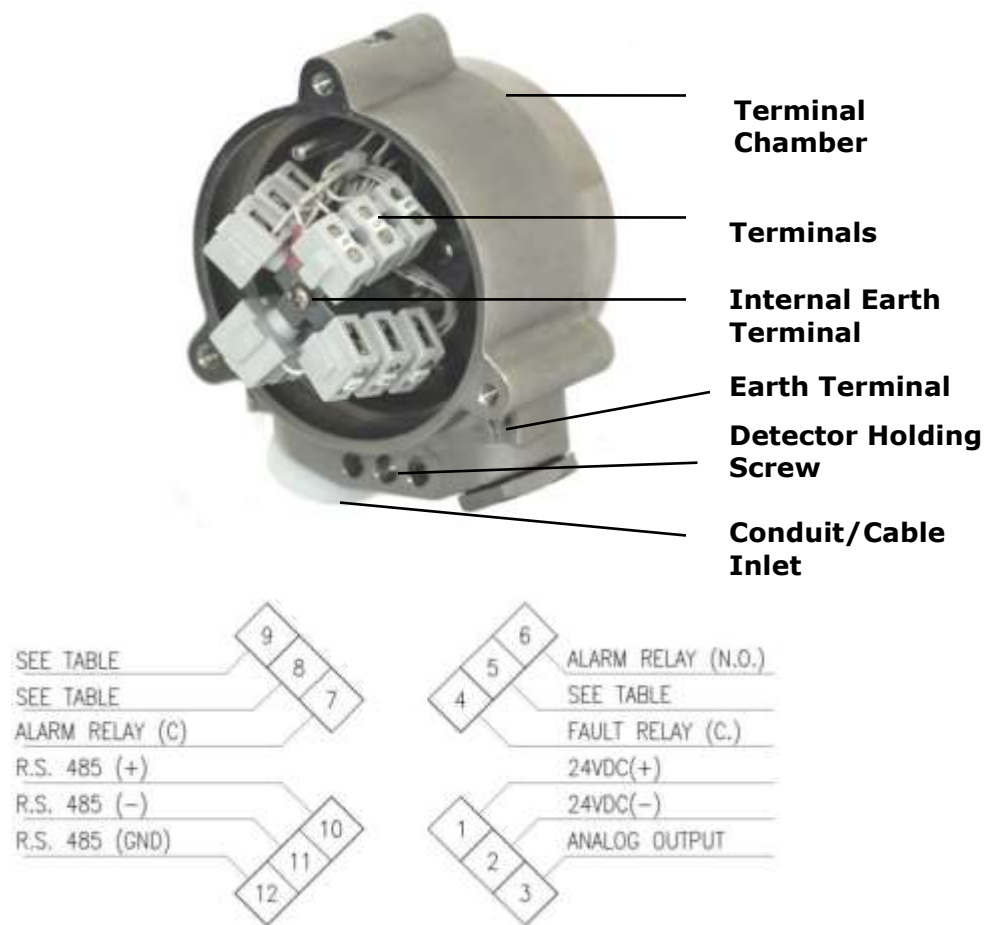 Terminal
Chamber
Terminals
Internal Earth
Terminal
Earth Terminal
Detector Holding
Screw
Conduit/Cable
Inlet
9
8
7
SEE TABLE
SEE TABLE
ALARM RELAY (C)
R.S. 485 (+)
R.S. 485 (-)
R.S. 485 (GND)
10
11
12
6
5
4
ALARM RELAY (N.O.)
SEE TABLE
FAULT RELAY (C.)
24VDC(+)
24VDC(-)
ANALOG OUTPUT
1
2
3